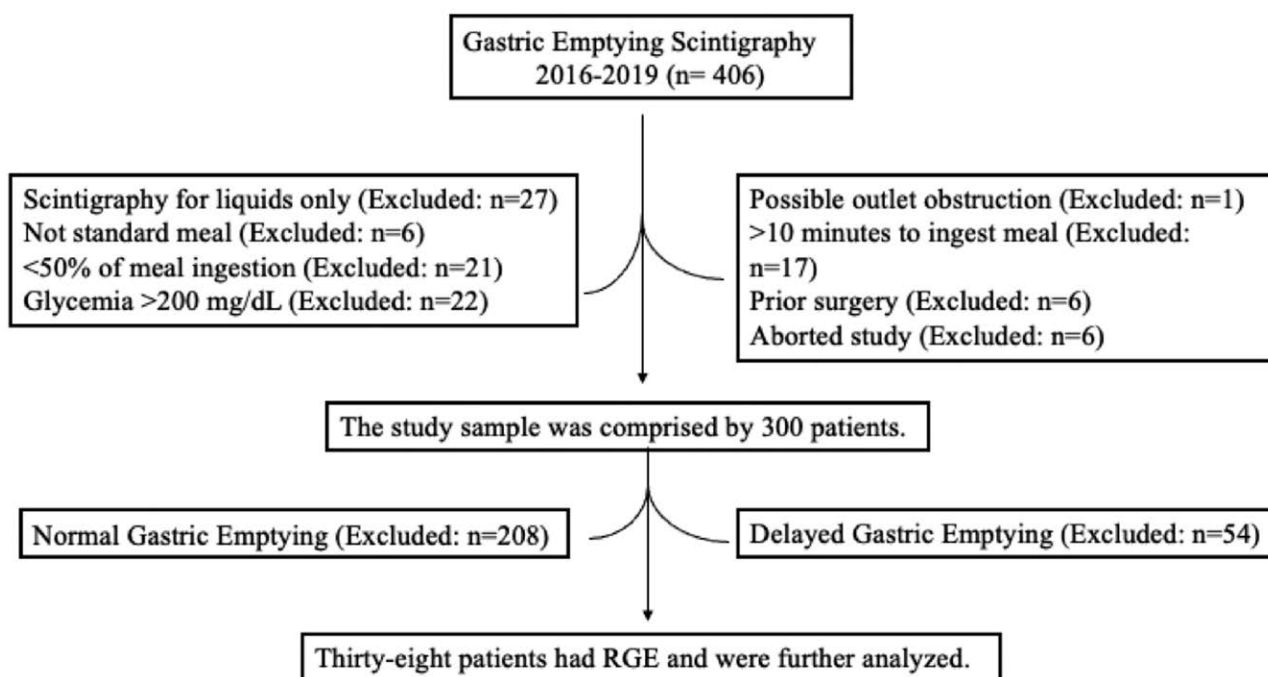 Gastric Emptying Scintigraphy
2016-2019 (n= 406)
Scintigraphy for liquids only (Excluded: n=27)
Not standard meal (Excluded: n=6)
<50% of meal ingestion (Excluded: n=21)
Glycemia >200 mg/dL (Excluded: n=22)
Possible outlet obstruction (Excluded: n=1)
>10 minutes to ingest meal (Excluded:
n=17)
Prior surgery (Excluded: n=6)
Aborted study (Excluded: n=6)
The study sample was comprised by 300 patients.
Normal Gastric Emptying (Excluded: n=208)
Delayed Gastric Emptying (Excluded: n=54)
Thirty-eight patients had RGE and were further analyzed.